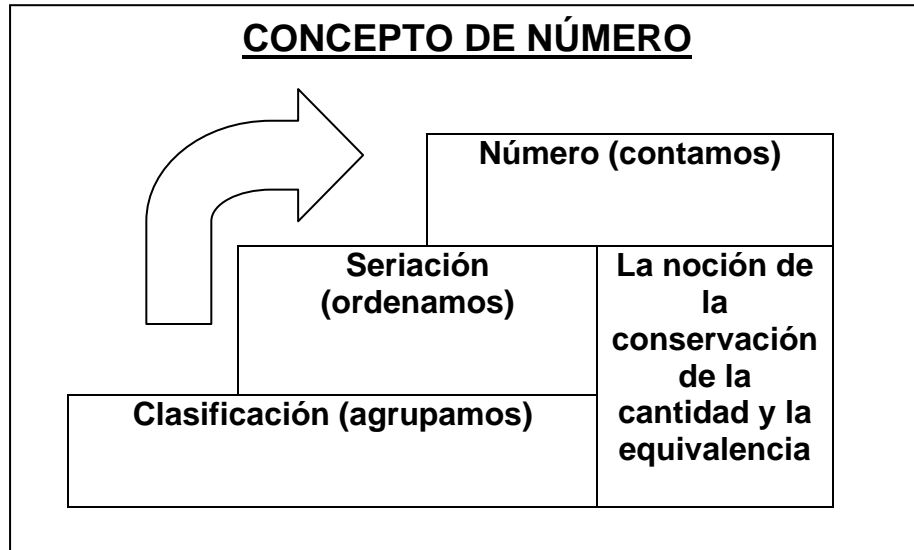 CONCEPTO DE NÚMERO
Número (contamos)
Seriación
(ordenamos)
La noción de
la
conservación
de la
cantidad y la
equivalencia
Clasificación (agrupamos)